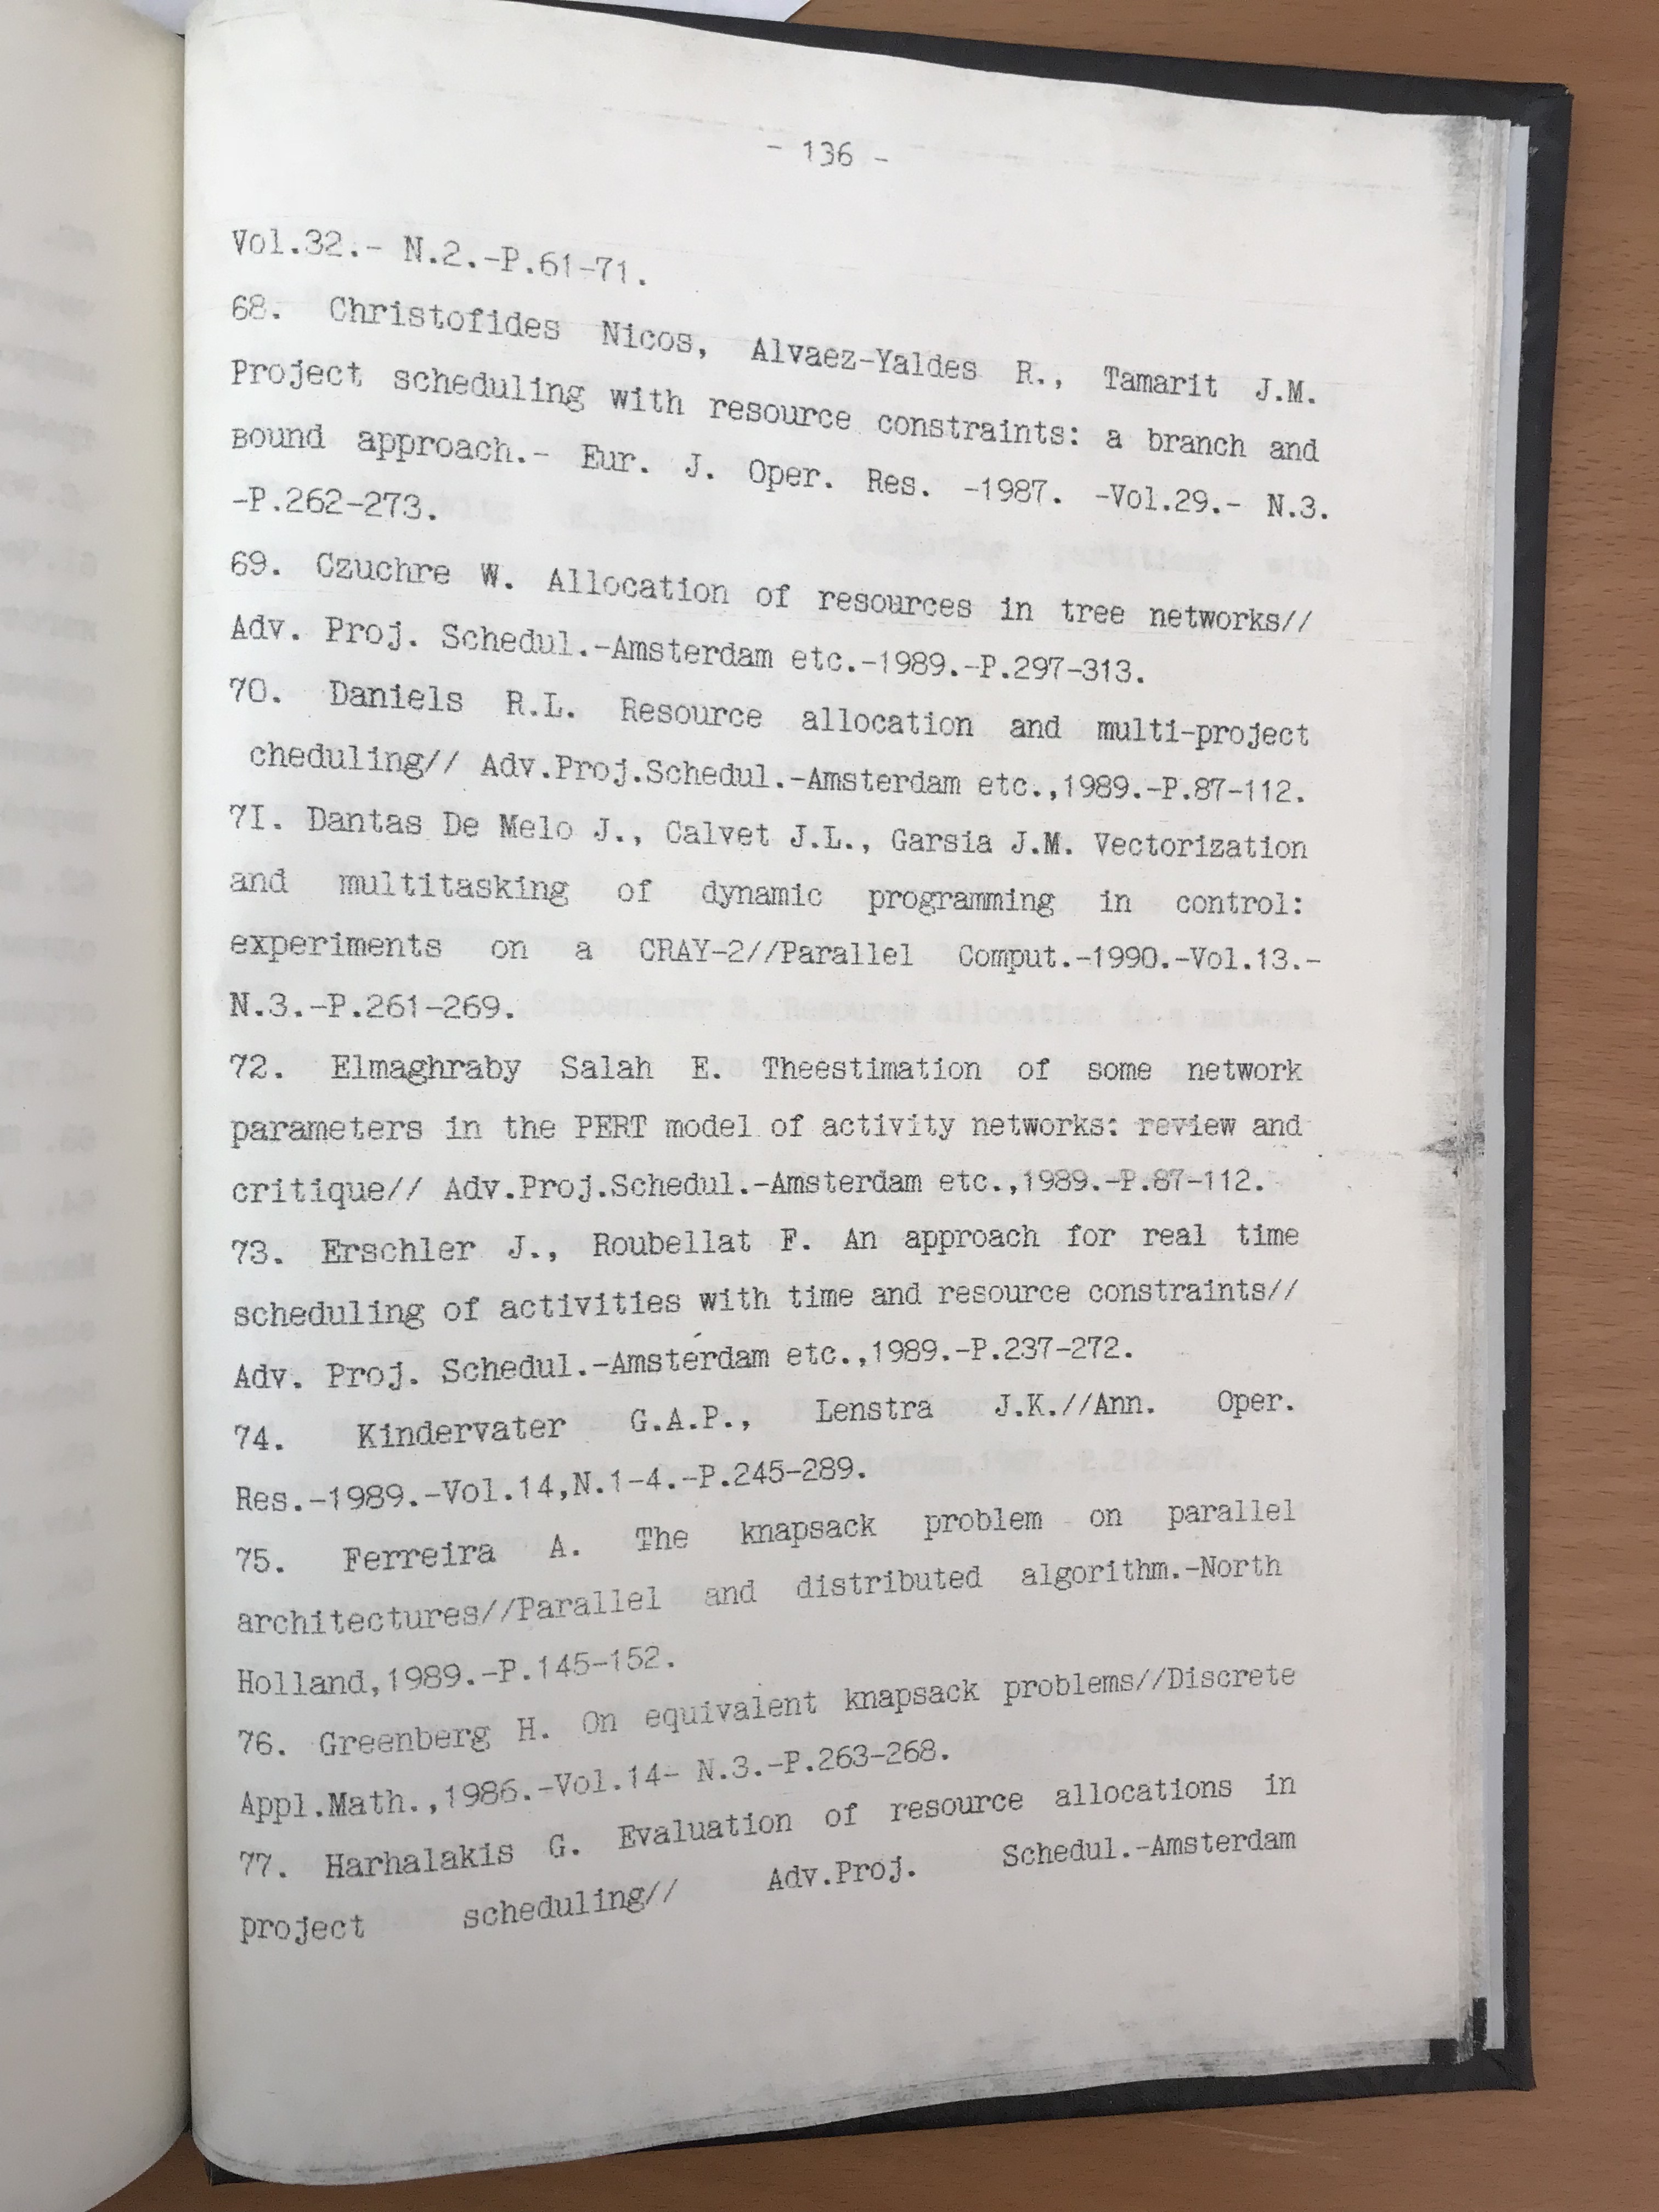 - 136 -
Vol.32.- N.2.-P.61-71.
68. Christofides Nicos, Alvaez-Yaldes R., Tamarit J.M.
Project scheduling with resource constraints: a branch and
Bound approach.- Eur. J. Oper. Res. -1987. -Vol.29.- N.3.
-P.262-273.
69. Czuchre W. Allocation of resources in tree networks//
Adv. Proj. Schedul.-Amsterdam etc.-1989.-P.297-313.
70. Daniels R.L. Resource allocation and multi-project
cheduling// Adv.Proj.Schedul.-Amsterdam etc.,1989.-P.87-112.
7I. Dantas De Melo J., Calvet J.L., Garsia J.M. Vectorization
and multitasking of dynamic programming in control:
experiments on a CRAY-2//Parallel Comput.-1990.-Vol.13.-
N.3.-P.261-269.
72. Elmaghraby Salah E. Theestimation of some network
parameters in the PERT model of activity networks: review and
critique// Adv.Proj.Schedul.-Amsterdam etc.,1989.-P.87-112.
73. Erschler J., Roubellat F. An approach for real time
scheduling of activities with time and resource constraints//
Adv. Proj. Schedul.-Amsterdam etc.,1989.-P.237-272.
74. Kindervater G.A.P., Lenstra J.K.//Ann. Oper.
Res.-1989.-Vol.14,N.1-4.-P.245-289.
75. Ferreira A. The knapsack problem on parallel
architectures//Parallel and distributed algorithm.-North
Holland,1989.-P.145-152.
76. Greenberg H. On equivalent knapsack problems//Discrete
Appl.Math.,1986.-Vol.14- N.3.-P.263-268.
77. Harhalakis G. Evaluation of resource allocations in
project scheduling// Adv.Proj. Schedul.-Amsterdam